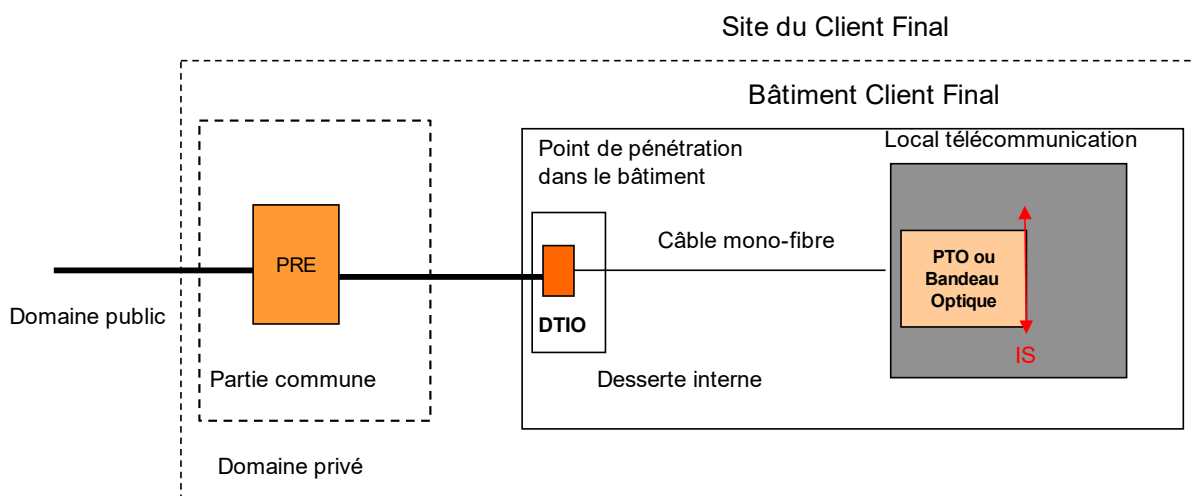 Site du Client Final
Bâtiment Client Final
Point de pénétration
dans le bâtiment
Local télécommunication
PRE
Câble mono-fibre
PTO ou
Bandeau
Optique
Domaine public
DTIO
IS
Partie commune
Desserte interne
Domaine privé